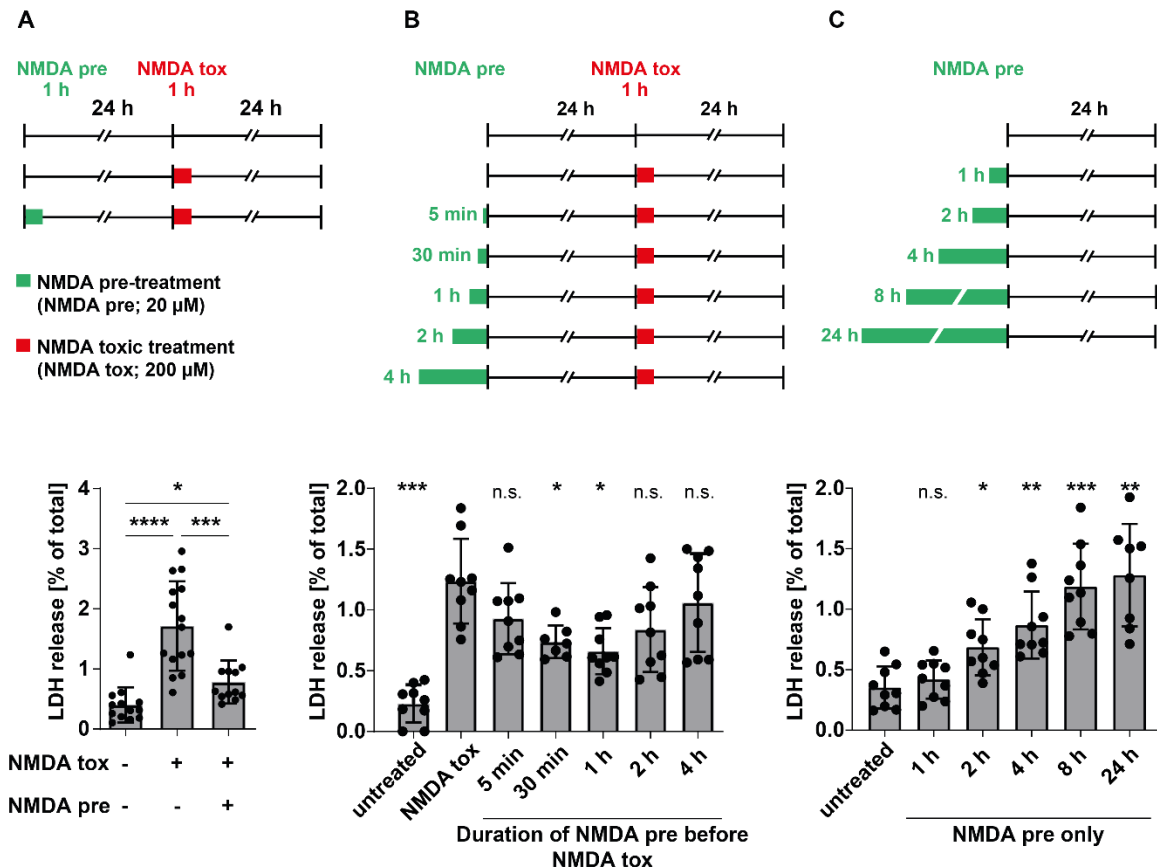 A
NMDA pre
1 h
NMDA tox
1 h
24 h
24 h
NMDA pre-treatment
(NMDA pre; 20 µM)
NMDA toxic treatment
(NMDA tox; 200 µM)
B
NMDA pre
NMDA tox
1 h
24 h
24 h
5 min
30 min
1 h
2 h
4 h
C
NMDA pre
24 h
1 h
2 h
4 h
8 h
24 h
LDH release [% of total]
4
3
2
1
0
*
**** ***
NMDA tox - + +
NMDA pre - - +
LDH release [% of total]
2.0
1.5
1.0
0.5
0.0
*** n.s. * * n.s. n.s.
untreated NMDA tox 5 min 30 min 1 h 2 h 4 h
Duration of NMDA pre before
NMDA tox
LDH release [% of total]
2.0
1.5
1.0
0.5
0.0
n.s. * ** *** **
untreated 1 h 2 h 4 h 8 h 24 h
NMDA pre only